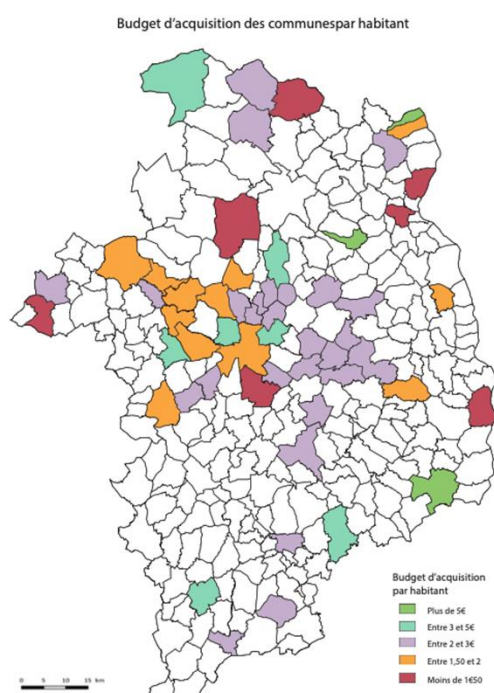 Budget d'acquisition des communespar habitant
Budget d'acquisition
par habitant
Plus de 5€
Entre 3 et 5€
Entre 2 et 3€
Entre 1,50 et 2
Moins de 1€50
0 5 10 15 km